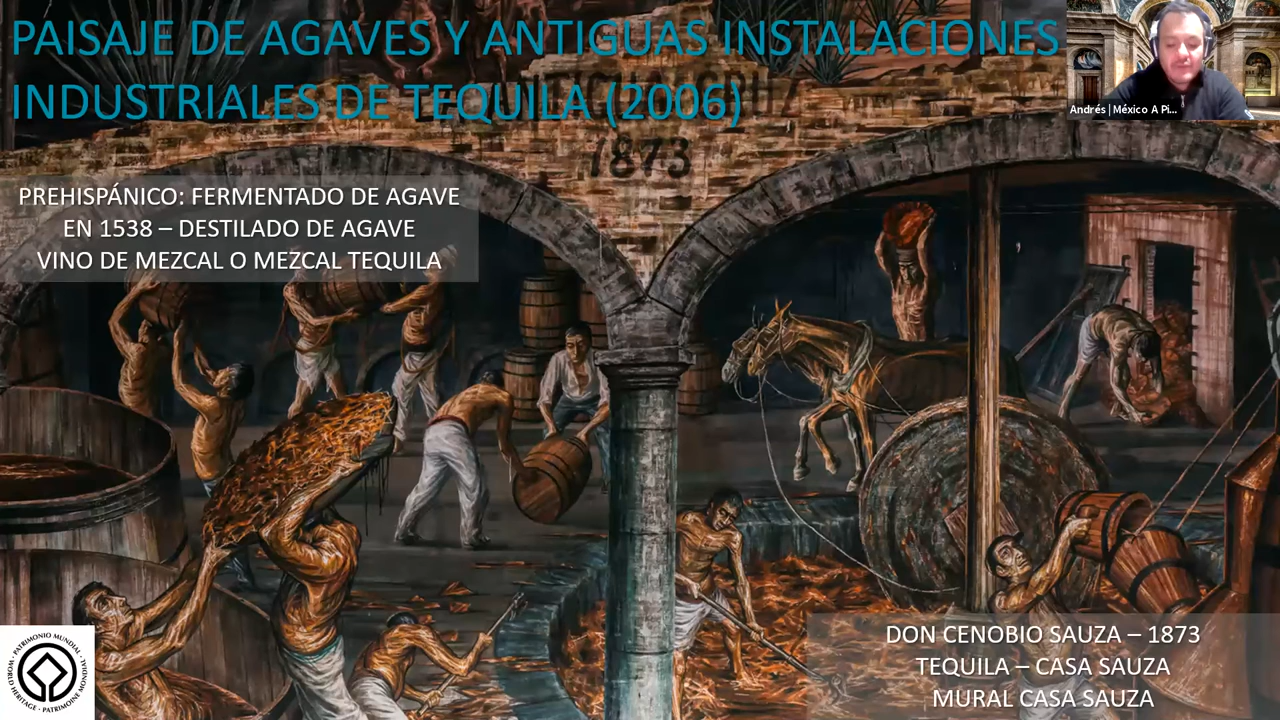 PAISAJE DE AGAVES Y ANTIGUAS INSTALACIONES
INDUSTRIALES DE TEQUILA (2006)
Andrés | México A Pi...
1873
PREHISPÁNICO: FERMENTADO DE AGAVE
EN 1538 – DESTILADO DE AGAVE
VINO DE MEZCAL O MEZCAL TEQUILA
DON CENOBIO SAUZA – 1873
TEQUILA – CASA SAUZA
MURAL CASA SAUZA
PATRIMONIO MUNDIAL · WORLD HERITAGE · PATRIMOINE MONDIAL